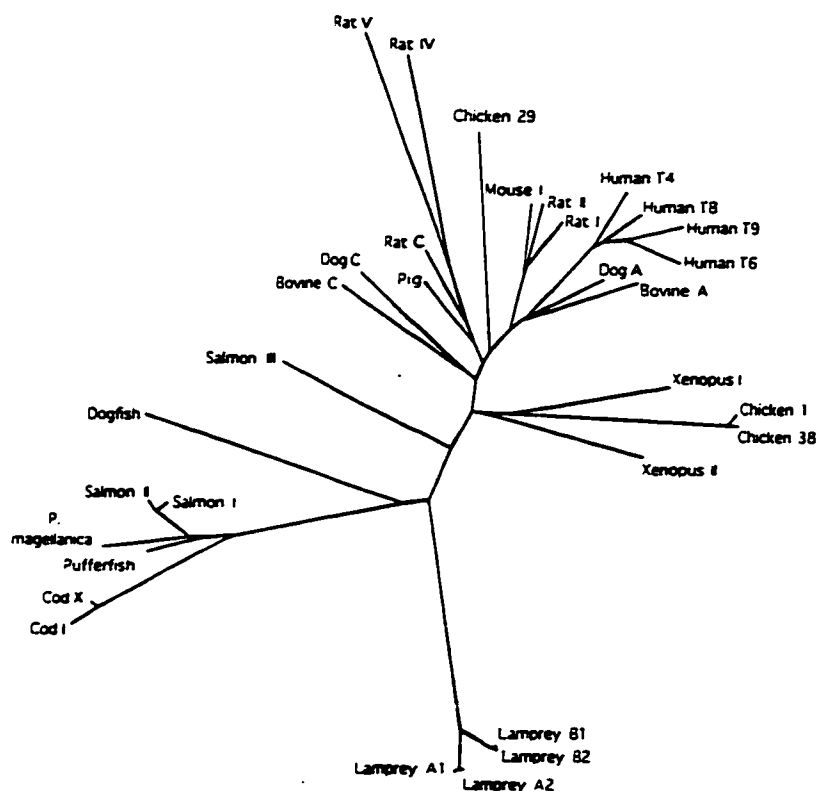 Rat V
Rat IV
Chicken 29
Human T4
Mouse I
Rat II
Human T8
Rat I
Human T9
Rat C
Dog C
Human T6
Pig
Dog A
Bovine C
Bovine A
Salmon III
Xenopus I
Dogfish
Chicken 1
Chicken 38
Xenopus II
Salmon II
Salmon I
P.
magellanica
Pufferfish
Cod X
Cod I
Lamprey B1
Lamprey B2
Lamprey A1
Lamprey A2